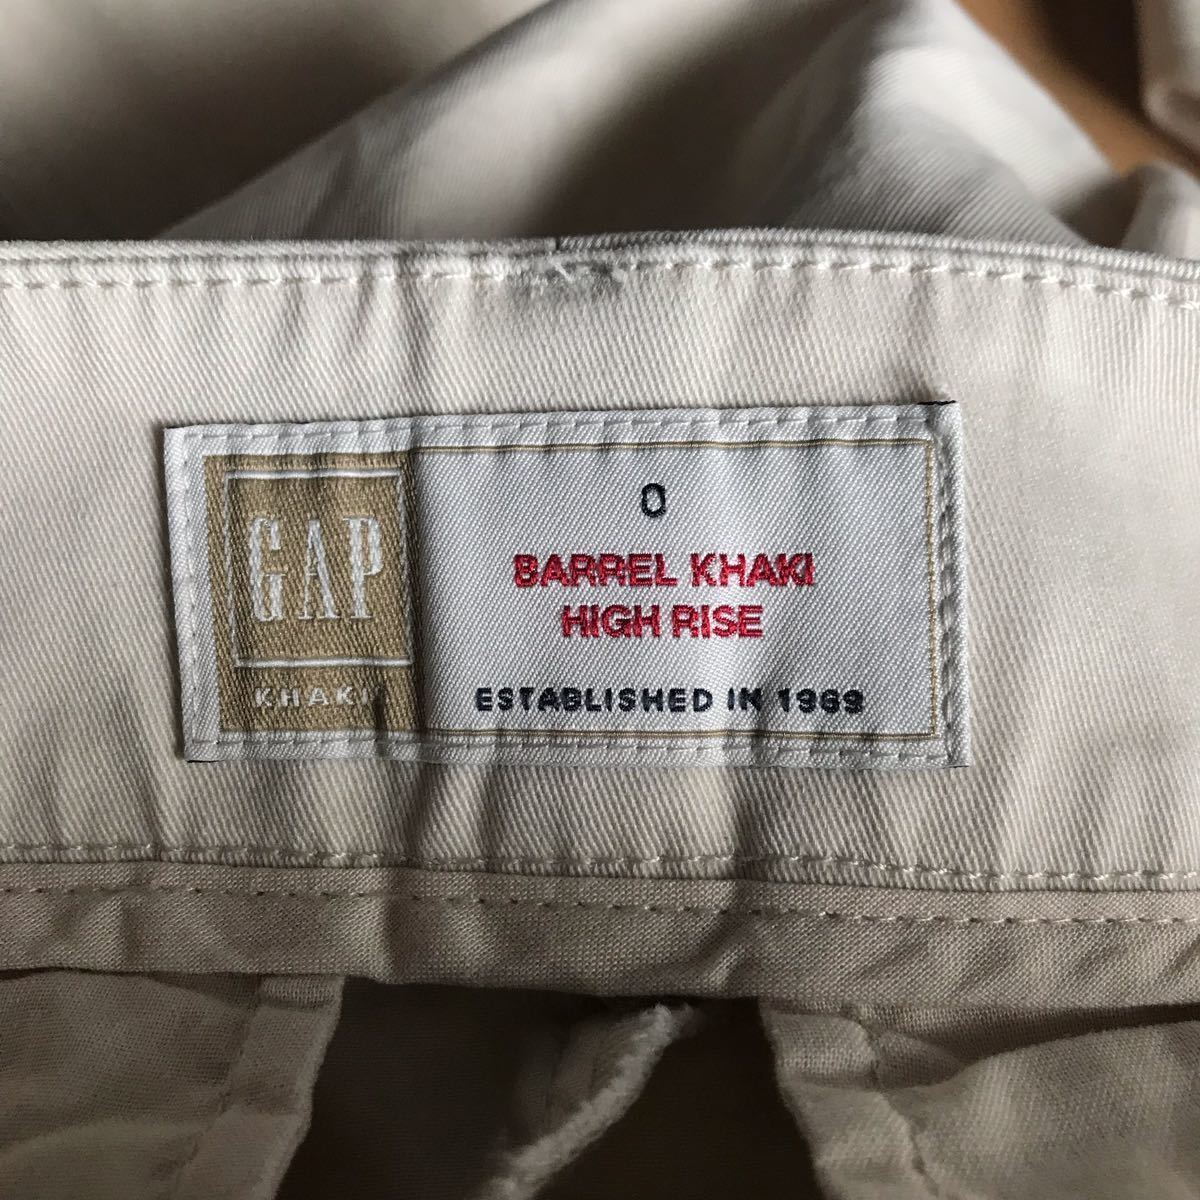 GAP
KHAKI
0
BARREL KHAKI
HIGH RISE
ESTABLISHED IN 1969